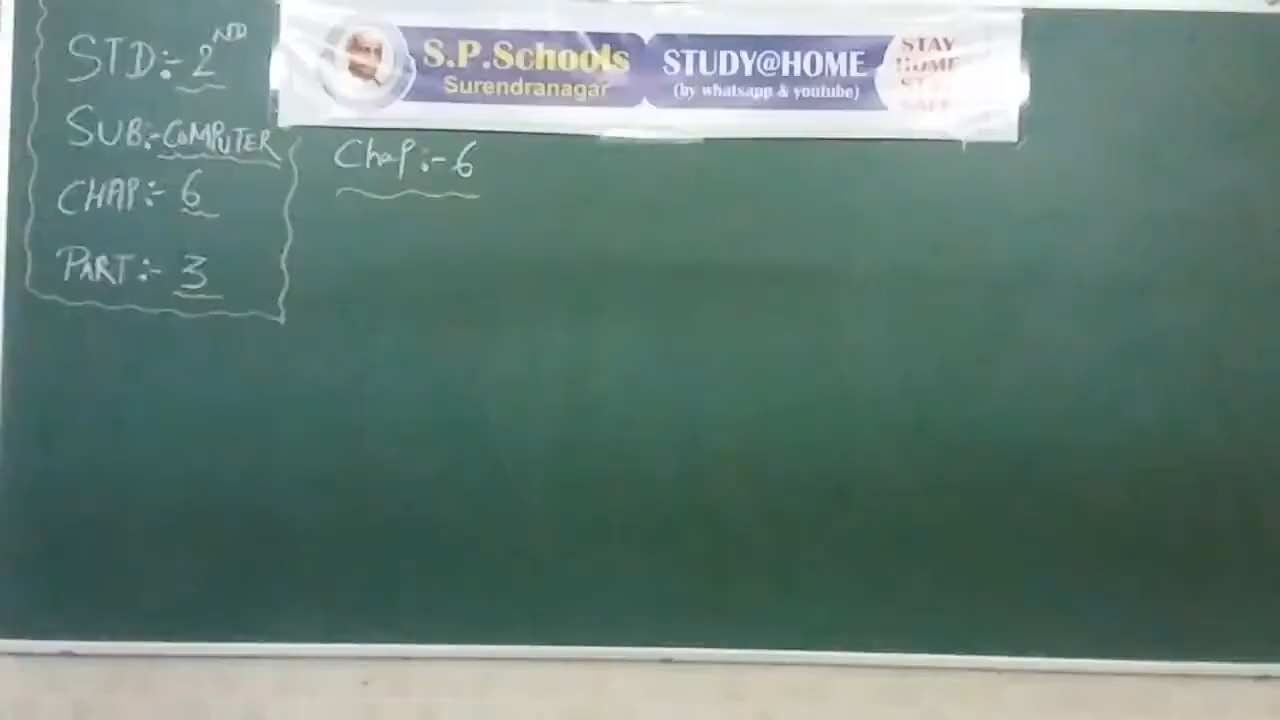 STD:- 2ND
SUB:- COMPUTER
CHAP:- 6
PART:- 3
S.P.Schools
Surendranagar
STUDY@HOME
(by whatsapp & youtube)
STAY
HOME
STAY
SAFE
Chap:- 6